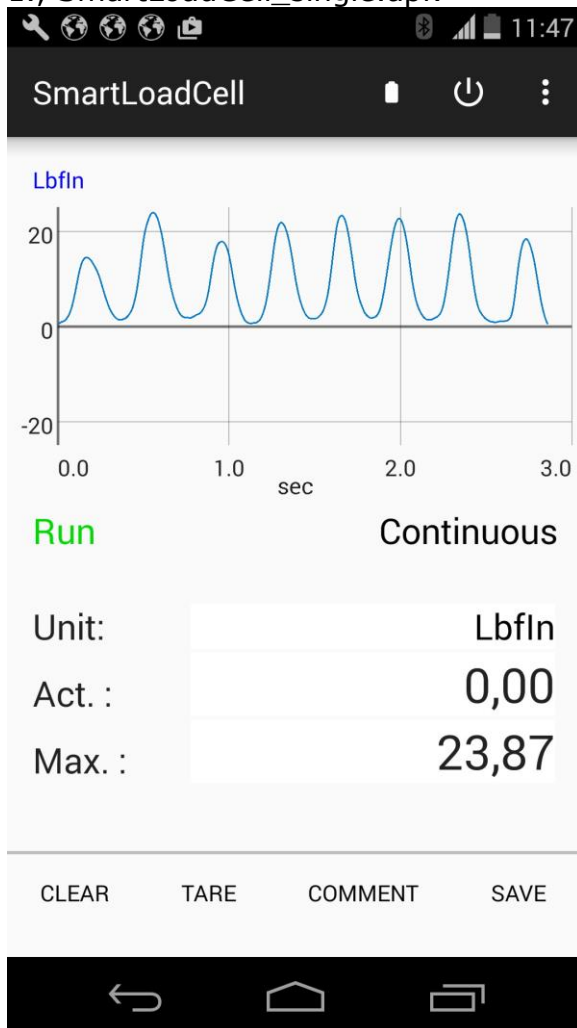 11:47
SmartLoadCell
LbfIn
20
0
-20
0.0 1.0 2.0 3.0
sec
Run Continuous
Unit: LbfIn
Act. : 0,00
Max. : 23,87
CLEAR TARE COMMENT SAVE